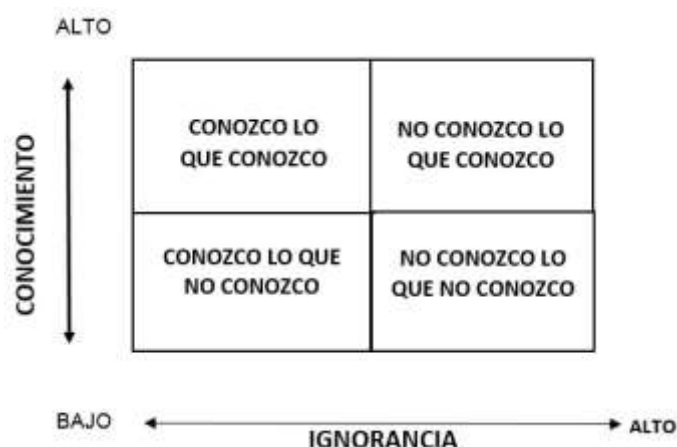 ALTO
CONOCIMIENTO
CONOZCO LO
QUE CONOZCO
NO CONOZCO LO
QUE CONOZCO
CONOZCO LO QUE
NO CONOZCO
NO CONOZCO LO
QUE NO CONOZCO
BAJO
IGNORANCIA
ALTO